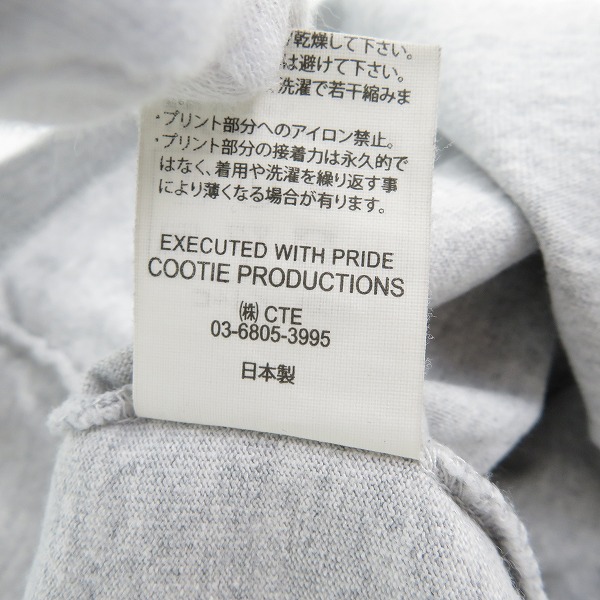 乾燥して下さい。
は避けて下さい。
洗濯で若干縮みま
・プリント部分へのアイロン禁止。
・プリント部分の接着力は永久的で
はなく、着用や洗濯を繰り返す事
により薄くなる場合が有ります。
EXECUTED WITH PRIDE
COOTIE PRODUCTIONS
㈱ CTE
03-6805-3995
日本製